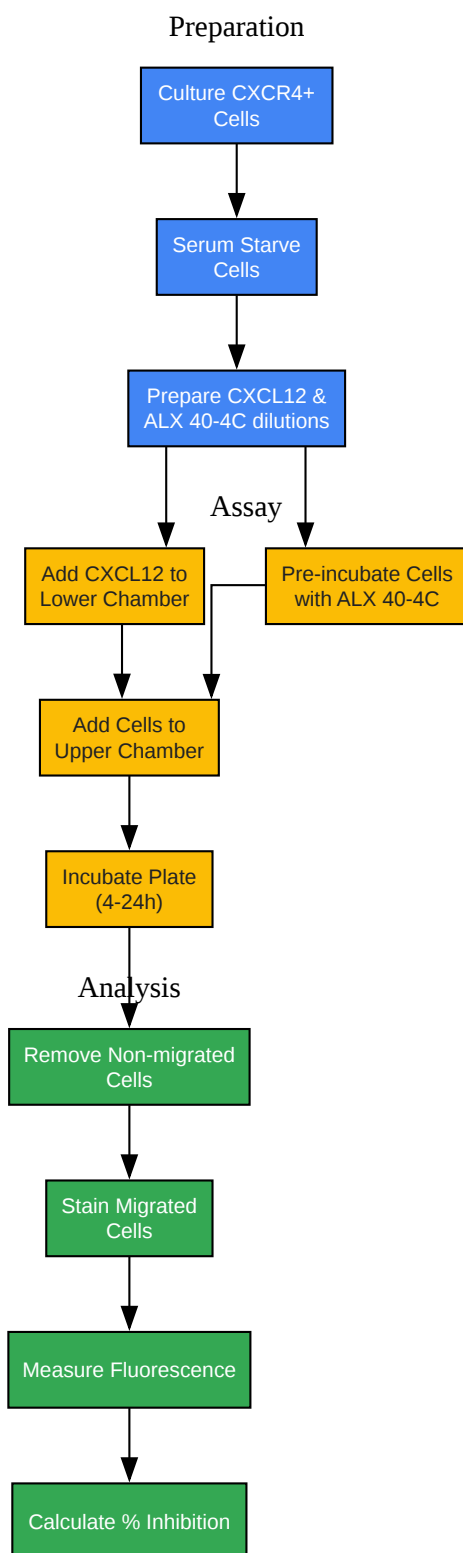 Preparation
Culture CXCR4+
Cells
Serum Starve
Cells
Prepare CXCL12 &
ALX 40-4C dilutions
Assay
Add CXCL12 to
Lower Chamber
Pre-incubate Cells
with ALX 40-4C
Add Cells to
Upper Chamber
Incubate Plate
(4-24h)
Analysis
Remove Non-migrated
Cells
Stain Migrated
Cells
Measure Fluorescence
Calculate % Inhibition